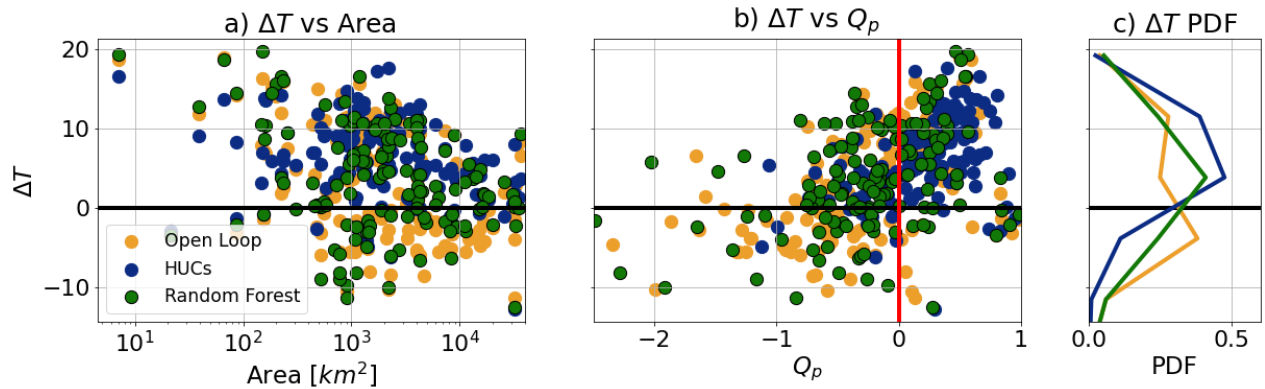 a) ΔT vs Area
b) ΔT vs Qₚ
c) ΔT PDF
20
10
0
−10
ΔT
Open Loop
HUCs
Random Forest
10¹
10²
10³
10⁴
−2
−1
0
1
0.0
0.5
Area [km²]
Qₚ
PDF